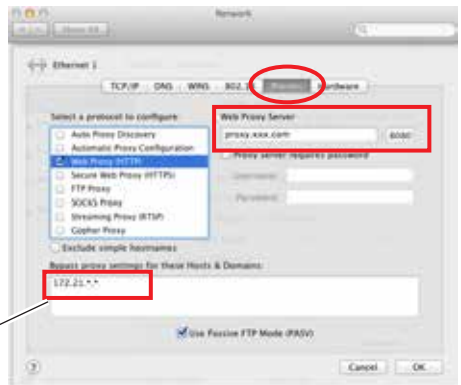 Network
Show All
Ethernet 1
TCP/IP DNS WINS 802.1X Proxies Hardware
Select a protocol to configure:
Auto Proxy Discovery
Automatic Proxy Configuration
Web Proxy (HTTP)
Secure Web Proxy (HTTPS)
FTP Proxy
SOCKS Proxy
Streaming Proxy (RTSP)
Gopher Proxy
Web Proxy Server
proxy.xxx.com : 8080
Proxy server requires password
Username:
Password:
Exclude simple hostnames
Bypass proxy settings for these Hosts & Domains:
172.21.*.*
Use Passive FTP Mode (PASV)
?
Cancel
OK